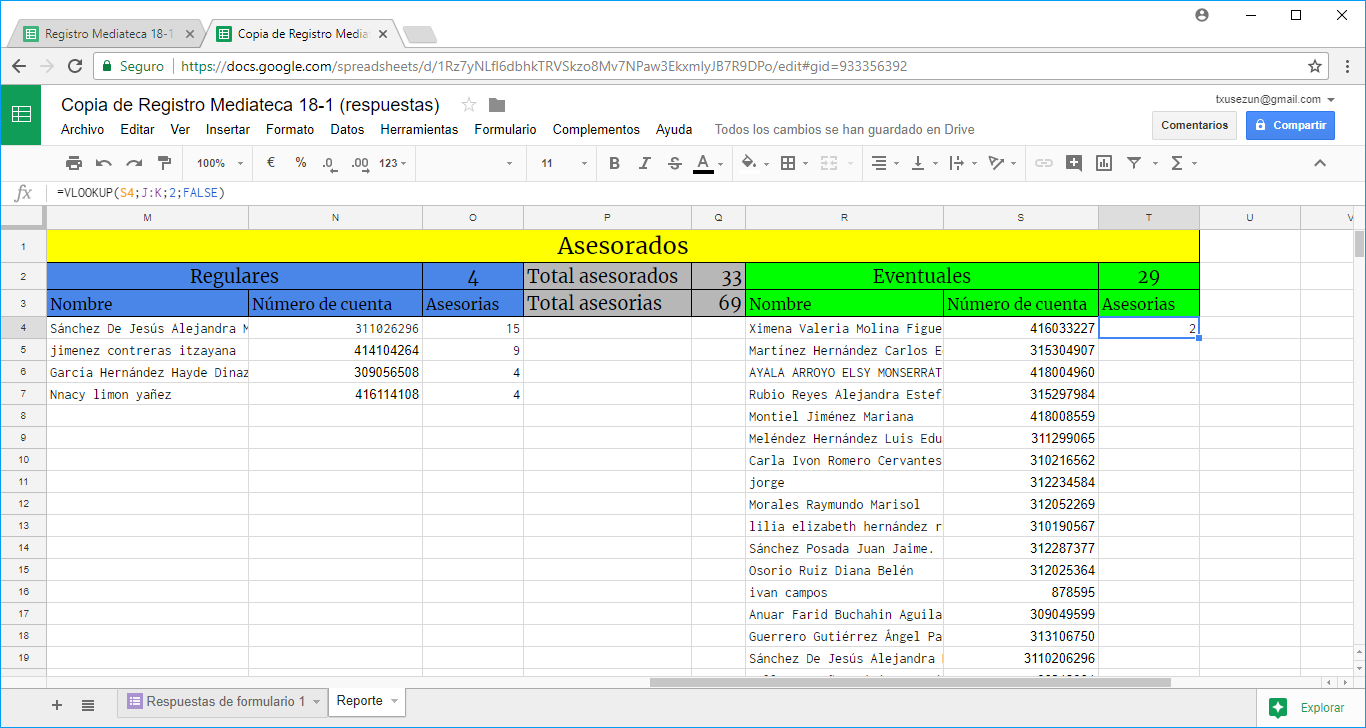 Registro Mediateca 18-1
Copia de Registro Media
Seguro https://docs.google.com/spreadsheets/d/1Rz7yNLfl6dbhkTRVSkzo8Mv7NPaw3EkxmlyJB7R9DPo/edit#gid=933356392
Copia de Registro Mediateca 18-1 (respuestas)
txusezun@gmail.com
Archivo Editar Ver Insertar Formato Datos Herramientas Formulario Complementos Ayuda Todos los cambios se han guardado en Drive
Comentarios Compartir
100% € % .0 .00 123 11 B I S A Σ
fx =VLOOKUP(S4;J:K;2;FALSE)
M N O P Q R S T U V
1 Asesorados
2 Regulares 4 Total asesorados 33 Eventuales 29
3 Nombre Número de cuenta Asesorias Total asesorias 69 Nombre Número de cuenta Asesorias
4 Sánchez De Jesús Alejandra M 311026296 15 Ximena Valeria Molina Figue 416033227 2
5 jimenez contreras itzayana 414104264 9 Martínez Hernández Carlos E 315304907
6 García Hernández Hayde Dinaz 309056508 4 AYALA ARROYO ELSY MONSERRAT 418004960
7 Nnacy limon yañez 416114108 4 Rubio Reyes Alejandra Estef 315297984
8 Montiel Jiménez Mariana 418008559
9 Meléndez Hernández Luis Edu 311299065
10 Carla Ivon Romero Cervantes 310216562
11 jorge 312234584
12 Morales Raymundo Marisol 312052269
13 lilia elizabeth hernández r 310190567
14 Sánchez Posada Juan Jaime. 312287377
15 Osorio Ruiz Diana Belén 312025364
16 ivan campos 878595
17 Anuar Farid Buchahin Aguila 309049599
18 Guerrero Gutiérrez Ángel Pa 313106750
19 Sánchez De Jesús Alejandra 3110206296
Respuestas de formulario 1 Reporte Explorar